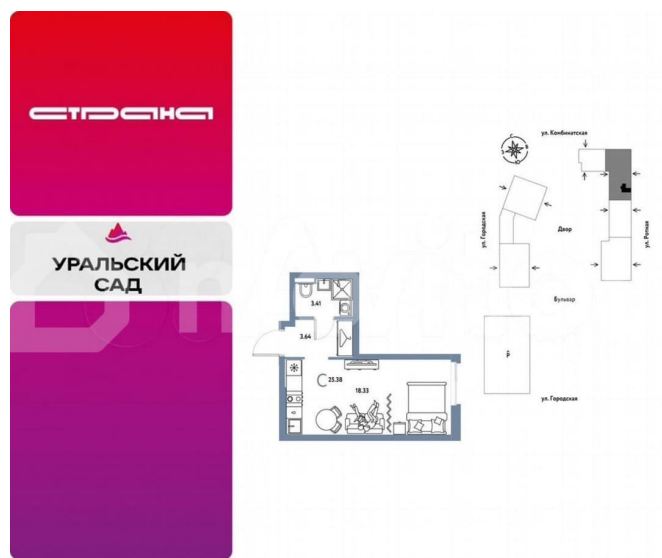 СТРАНА
УРАЛЬСКИЙ
САД
3.41
3.64
С 25.38
18.33
С
В
Ю
З
ул. Комбинатская
ул. Городская
Двор
ул. Репная
Бульвар
Р
ул. Городская